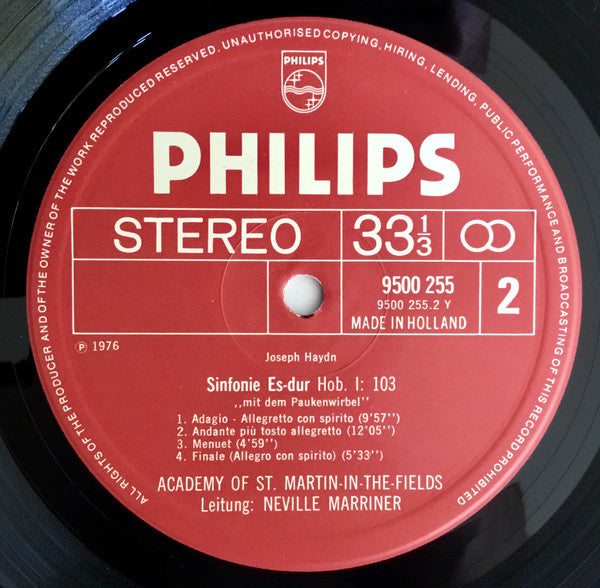 ALL RIGHTS OF THE PRODUCER AND OF THE OWNER OF THE WORK REPRODUCED RESERVED. UNAUTHORISED COPYING, HIRING, LENDING, PUBLIC PERFORMANCE AND BROADCASTING OF THIS RECORD PROHIBITED
PHILIPS
PHILIPS
STEREO
33 1/3
9500 255
9500 255.2 Y
MADE IN HOLLAND
2
Ⓟ 1976
Joseph Haydn
Sinfonie Es-dur Hob. I: 103
,,mit dem Paukenwirbel”
1. Adagio - Allegretto con spirito (9'57'')
2. Andante più tosto allegretto (12'05'')
3. Menuet (4'59'')
4. Finale (Allegro con spirito) (5'33'')
ACADEMY OF ST. MARTIN-IN-THE-FIELDS
Leitung: NEVILLE MARRINER